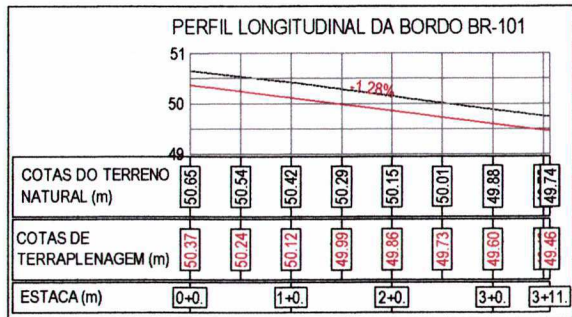 PERFIL LONGITUDINAL DA BORDO BR-101
51
50
49
-1.28%
COTAS DO TERRENO NATURAL (m) 50.65 50.54 50.42 50.29 50.15 50.01 49.88 49.74
COTAS DE TERRAPLENAGEM (m) 50.37 50.24 50.12 49.99 49.86 49.73 49.60 49.46
ESTACA (m) 0+0. 1+0. 2+0. 3+0. 3+11.